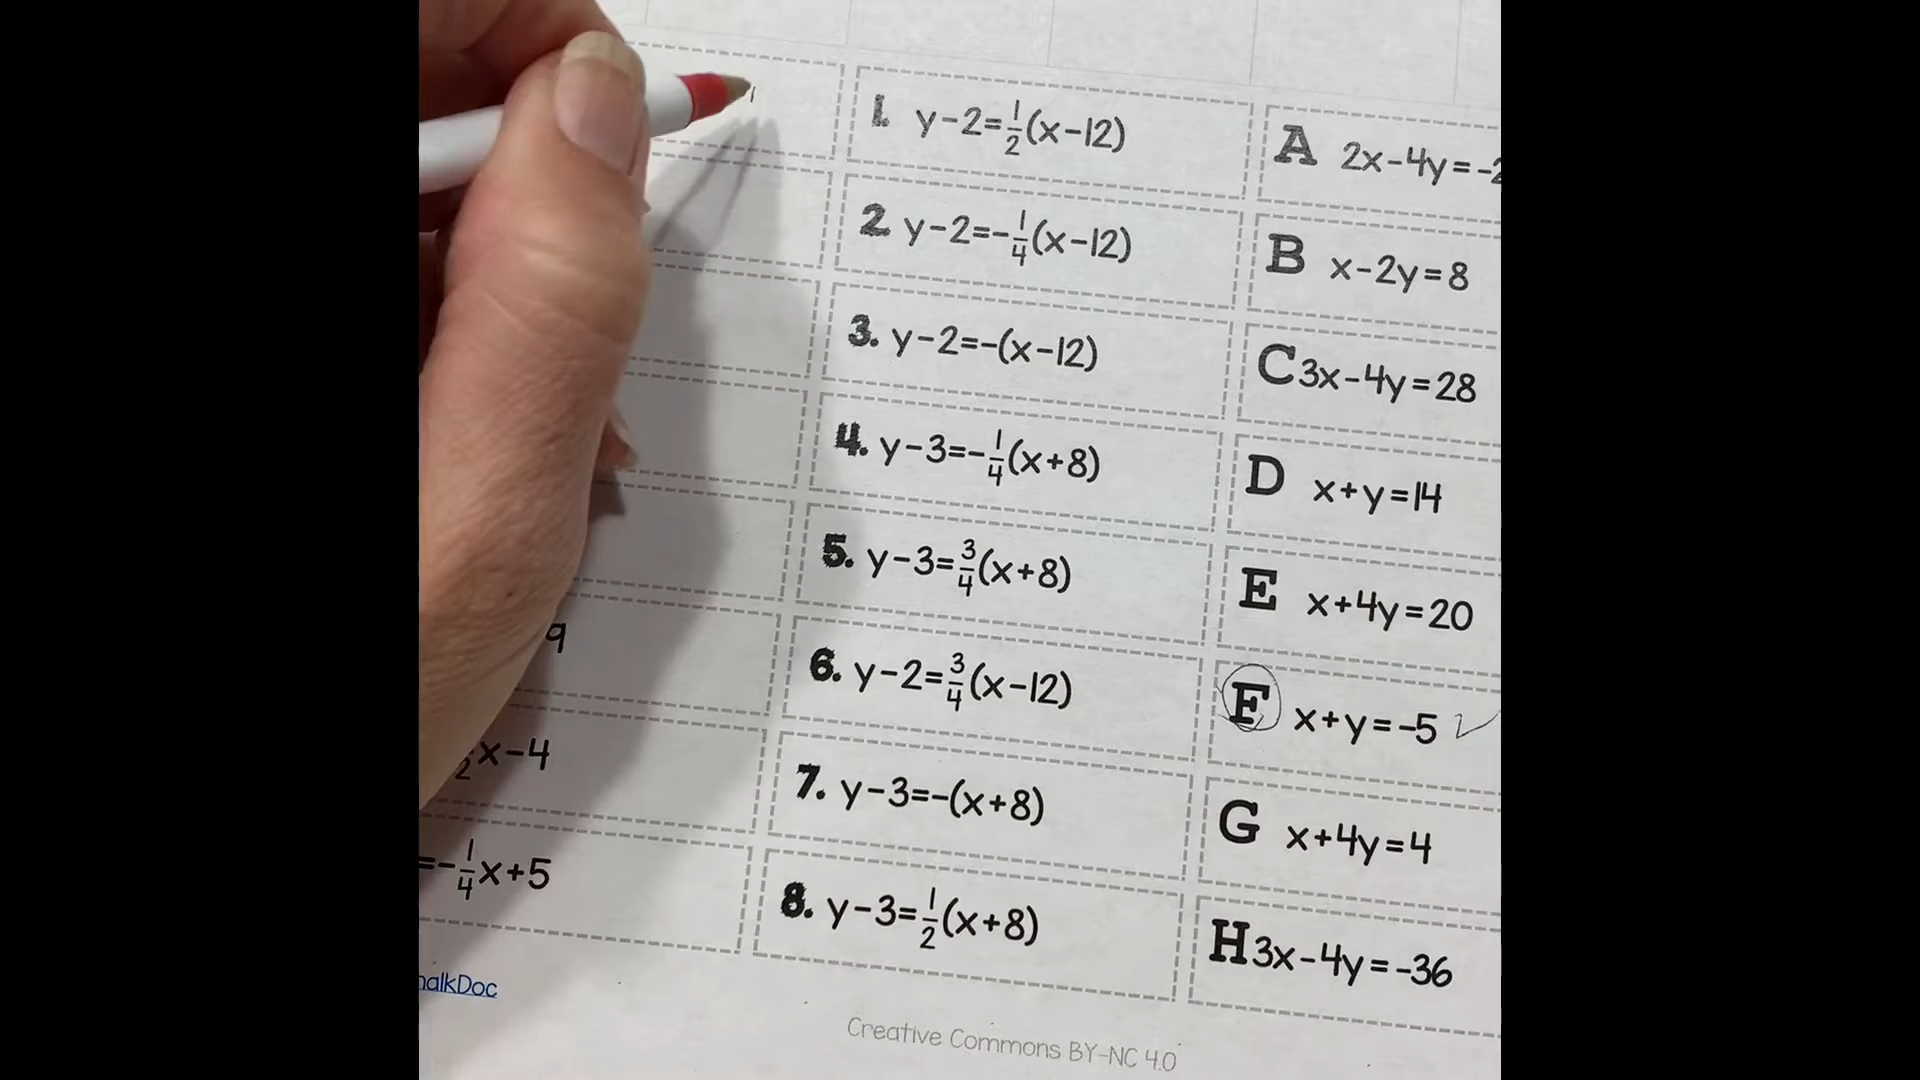 1. y-2=1/2(x-12)
A 2x-4y=-2
2. y-2=-1/4(x-12)
B x-2y=8
3. y-2=-(x-12)
C 3x-4y=28
4. y-3=-1/4(x+8)
D x+y=14
5. y-3=3/4(x+8)
E x+4y=20
9
6. y-2=3/4(x-12)
F x+y=-5
2 x-4
7. y-3=-(x+8)
G x+4y=4
=-1/4x+5
8. y-3=1/2(x+8)
H 3x-4y=-36
halkDoc
Creative Commons BY-NC 4.0